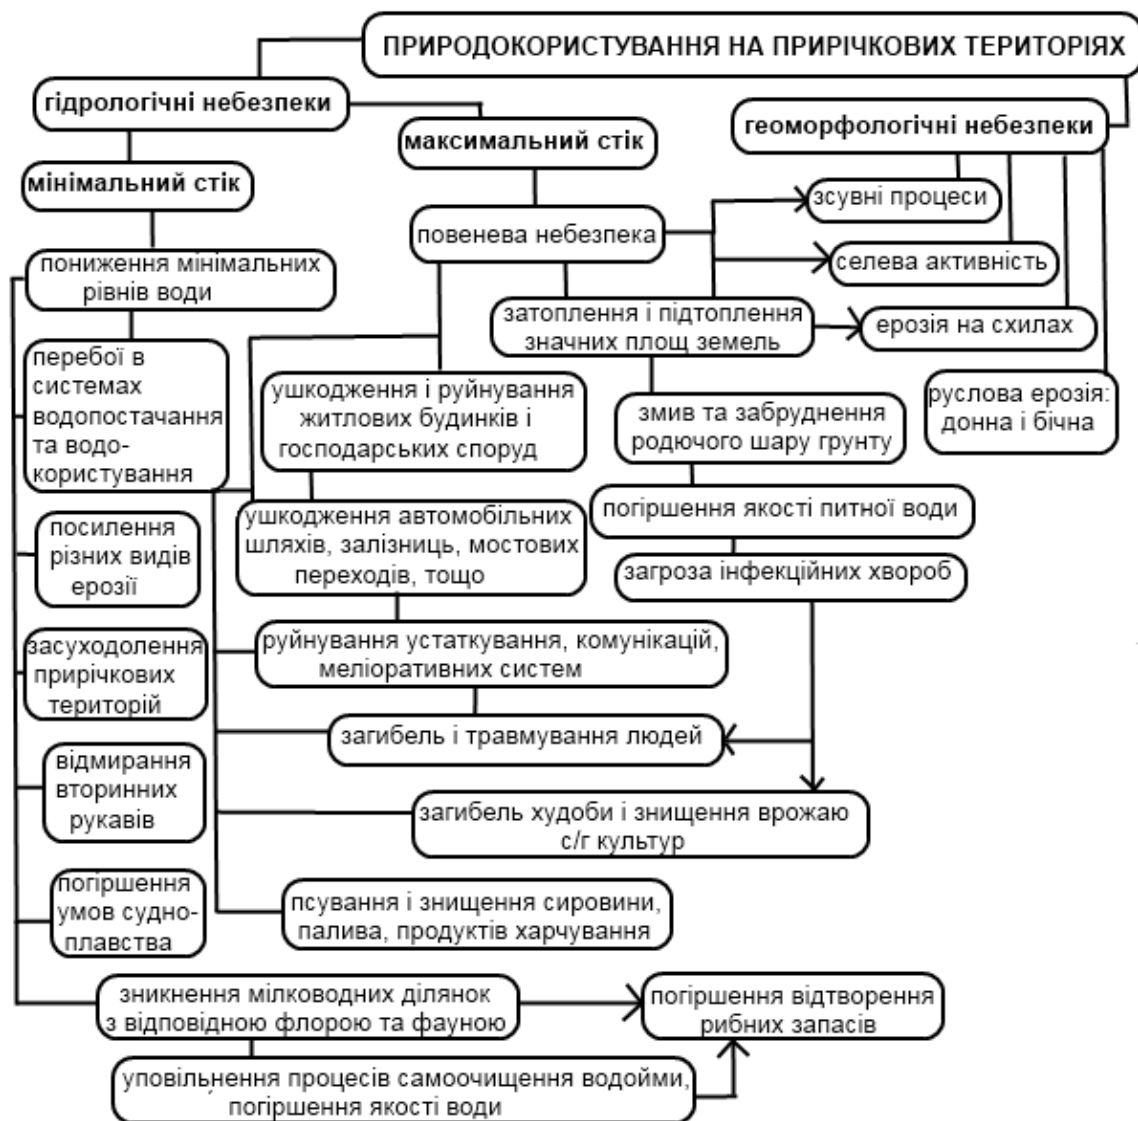 ПРИРОДОКОРИСТУВАННЯ НА ПРИРІЧКОВИХ ТЕРИТОРІЯХ
гідрологічні небезпеки
максимальний стік
геоморфологічні небезпеки
мінімальний стік
зсувні процеси
повенева небезпека
селева активність
пониження мінімальних
рівнів води
затоплення і підтоплення
значних площ земель
ерозія на схилах
перебої в
системах
водопостачання
та водо-
користування
ушкодження і руйнування
житлових будинків і
господарських споруд
змив та забруднення
родючого шару грунту
руслова ерозія:
донна і бічна
ушкодження автомобільних
шляхів, залізниць, мостових
переходів, тощо
погіршення якості питної води
посилення
різних видів
ерозії
загроза інфекційних хвороб
засуходолення
прирічкових
територій
руйнування устаткування, комунікацій,
меліоративних систем
загибель і травмування людей
відмирання
вторинних
рукавів
загибель худоби і знищення врожаю
с/г культур
погіршення
умов судно-
плавства
псування і знищення сировини,
палива, продуктів харчування
зникнення мілководних ділянок
з відповідною флорою та фауною
погіршення відтворення
рибних запасів
уповільнення процесів самоочищення водойми,
погіршення якості води